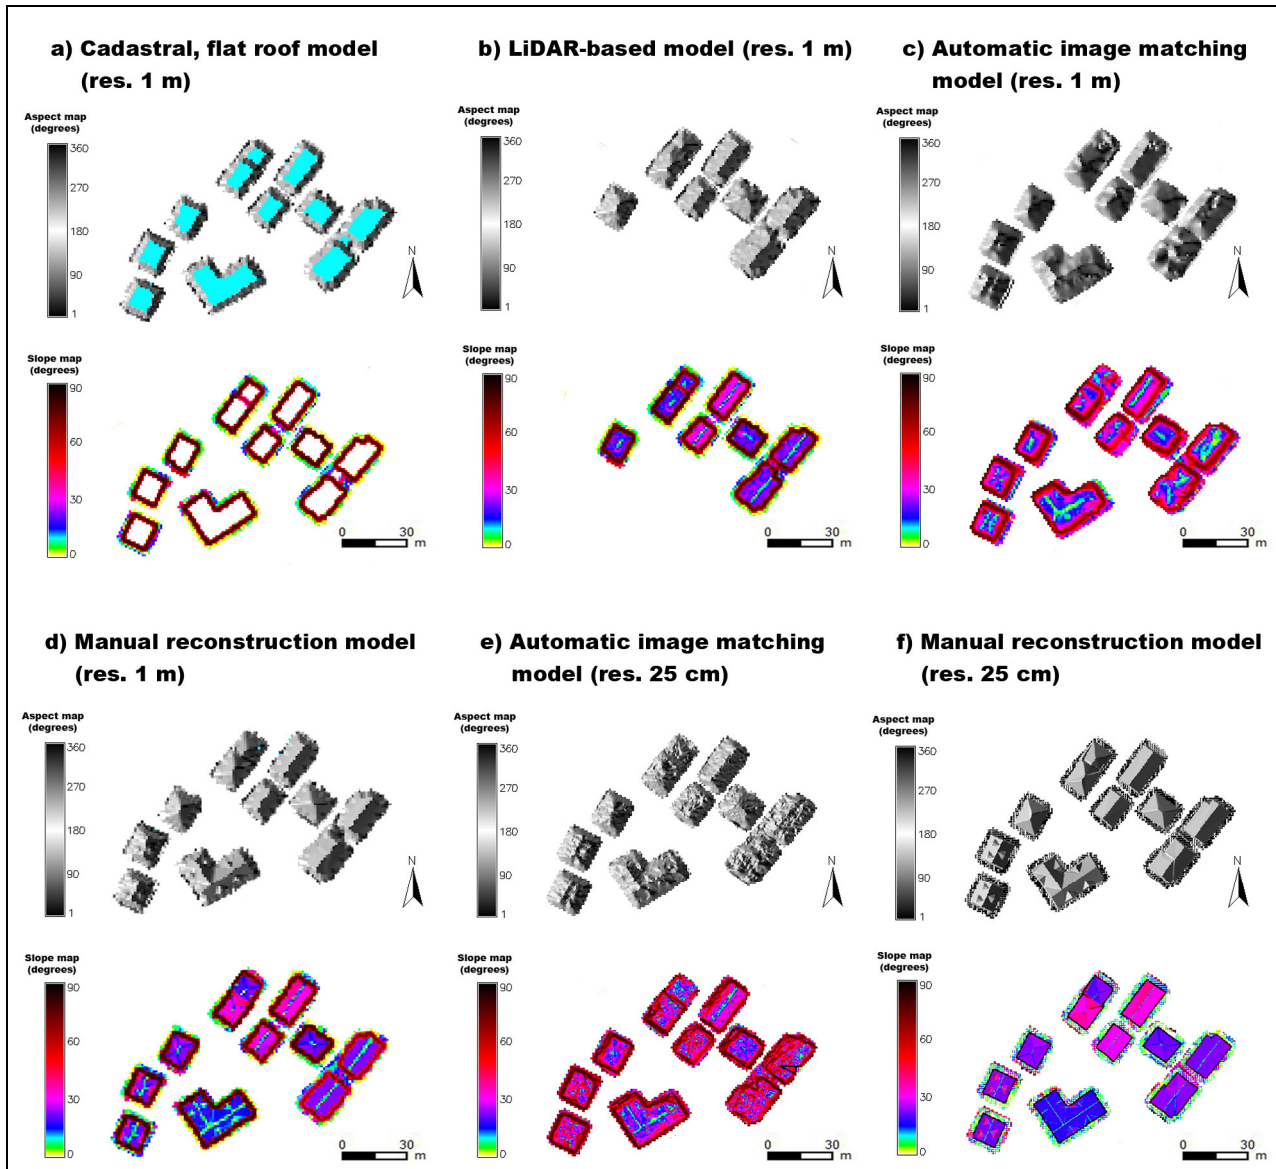 a) Cadastral, flat roof model
(res. 1 m)
b) LiDAR-based model (res. 1 m)
c) Automatic image matching
model (res. 1 m)
Aspect map
(degrees)
360
270
180
90
1
N
Aspect map
(degrees)
360
270
180
90
1
N
Aspect map
(degrees)
360
270
180
90
1
N
Slope map
(degrees)
90
60
30
0
0 30
m
Slope map
(degrees)
90
60
30
0
0 30
m
Slope map
(degrees)
90
60
30
0
0 30
m
d) Manual reconstruction model
(res. 1 m)
e) Automatic image matching
model (res. 25 cm)
f) Manual reconstruction model
(res. 25 cm)
Aspect map
(degrees)
360
270
180
90
1
N
Aspect map
(degrees)
360
270
180
90
1
N
Aspect map
(degrees)
360
270
180
90
1
N
Slope map
(degrees)
90
60
30
0
0 30
m
Slope map
(degrees)
90
60
30
0
0 30
m
Slope map
(degrees)
90
60
30
0
0 30
m